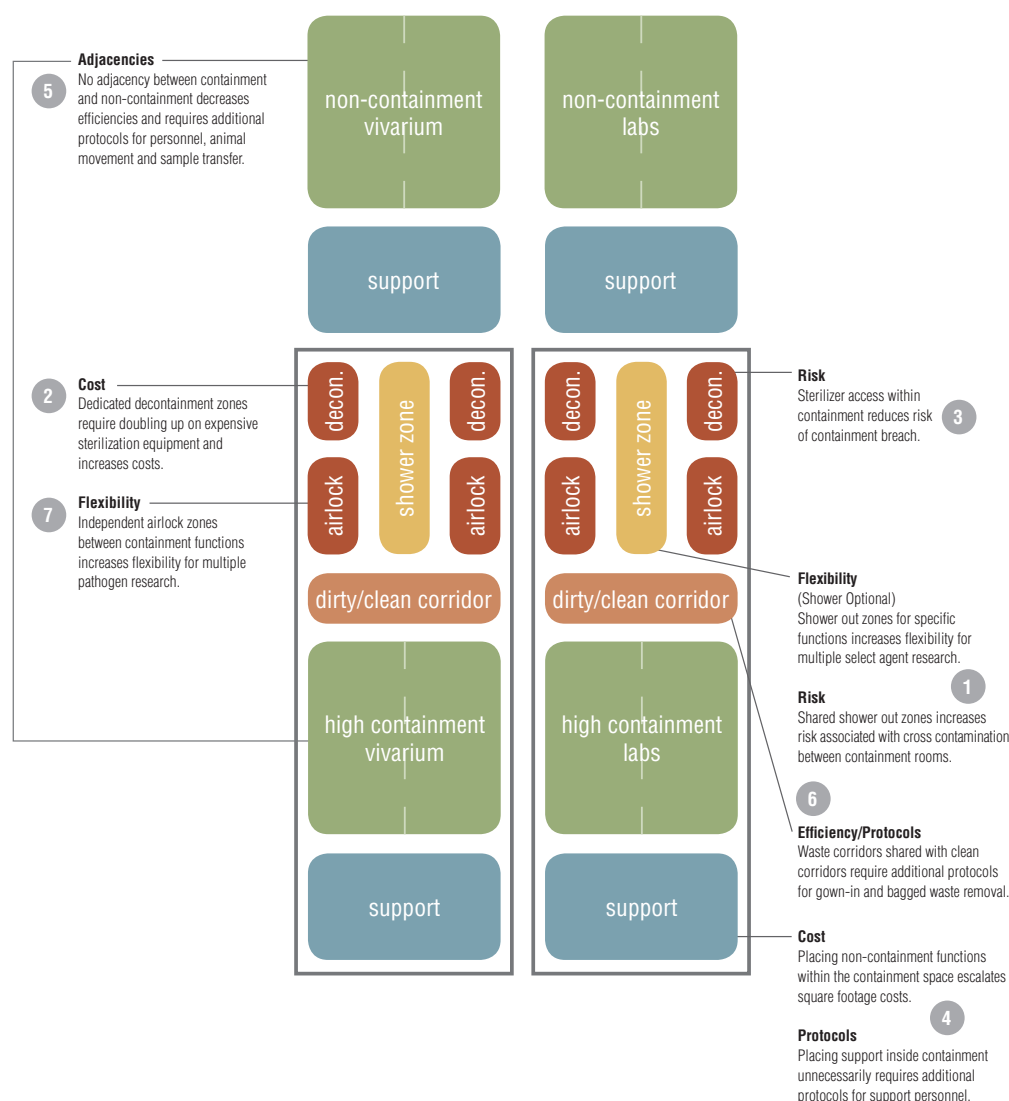 non-containment
vivarium
non-containment
labs
Adjacencies
5
No adjacency between containment
and non-containment decreases
efficiencies and requires additional
protocols for personnel, animal
movement and sample transfer.
support
support
2
Cost
Dedicated decontainment zones
require doubling up on expensive
sterilization equipment and
increases costs.
7
Flexibility
Independent airlock zones
between containment functions
increases flexibility for multiple
pathogen research.
decon.
shower zone
decon.
airlock
airlock
decon.
shower zone
decon.
airlock
airlock
Risk
Sterilizer access within
containment reduces risk
of containment breach.
3
dirty/clean corridor
dirty/clean corridor
Flexibility
(Shower Optional)
Shower out zones for specific
functions increases flexibility for
multiple select agent research.
1
Risk
Shared shower out zones increases
risk associated with cross contamination
between containment rooms.
high containment
vivarium
high containment
labs
6
Efficiency/Protocols
Waste corridors shared with clean
corridors require additional protocols
for gown-in and bagged waste removal.
support
support
Cost
Placing non-containment functions
within the containment space escalates
square footage costs.
4
Protocols
Placing support inside containment
unnecessarily requires additional
protocols for support personnel.